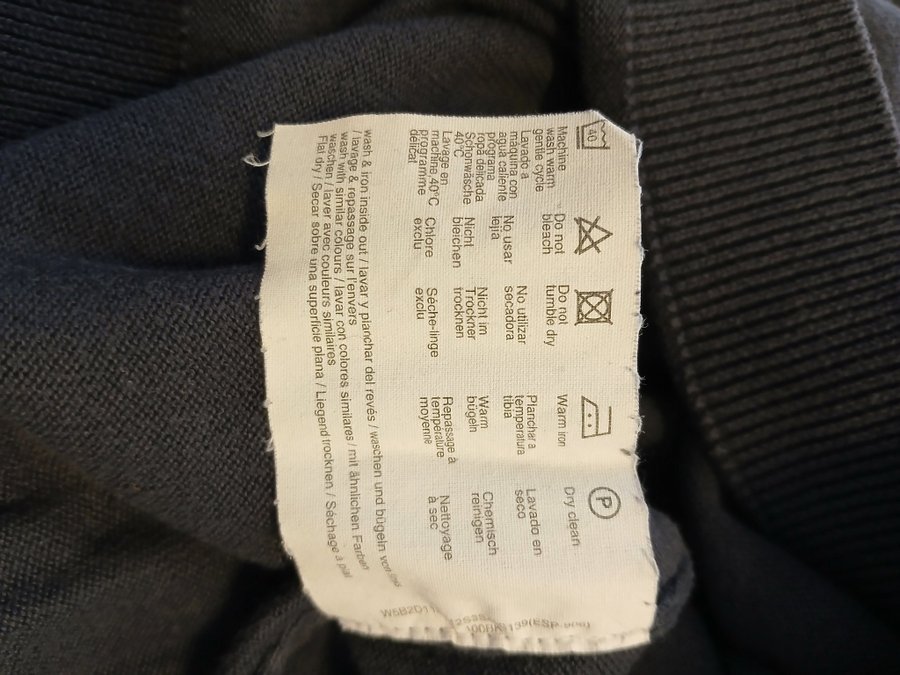 40
Machine
wash warm
gentle cycle
Lavado a
máquina con
agua caliente
programa
ropa delicada
Schonwäsche
40°C
Lavage en
machine 40°C
programme
délicat
Do not
bleach
No usar
lejía
Nicht
bleichen
Chlore
exclu
Do not
tumble dry
No utilizar
secadora
Nicht im
Trockner
trocknen
Séche-linge
exclu
Warm iron
Planchar a
temperatura
tibia
Warm
bügeln
Repassage à
température
moyenne
P
Dry clean
Lavado en
seco
Chemisch
reinigen
Nettoyage
à sec
wash & iron inside out / lavar y planchar del revés / waschen und bügeln von
/ lavage & repassage sur l'envers
wash with similar colours / lavar con colores similares / mit ähnlichen Farben
waschen / laver avec couleurs similaires
Flat dry / Secar sobre una superficie plana / Liegend trocknen / Séchage à plat